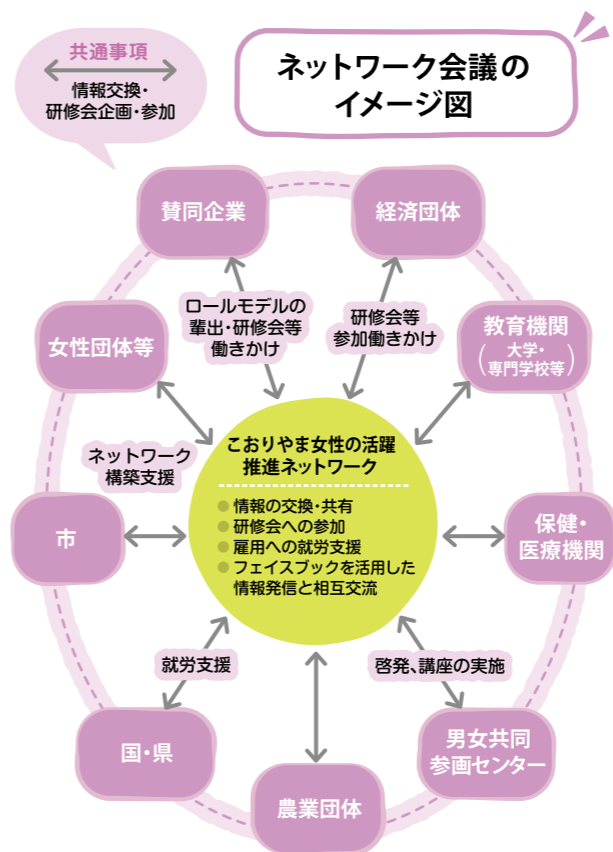 共通事項
情報交換・
研修会企画・参加
ネットワーク会議の
イメージ図
賛同企業
経済団体
ロールモデルの
輩出・研修会等
働きかけ
研修会等
参加働きかけ
女性団体等
教育機関
(大学・
専門学校等)
こおりやま女性の活躍
推進ネットワーク
●情報の交換・共有
●研修会への参加
●雇用への就労支援
●フェイスブックを活用した
情報発信と相互交流
ネットワーク
構築支援
市
保健・
医療機関
就労支援
啓発、講座の実施
国・県
男女共同
参画センター
農業団体